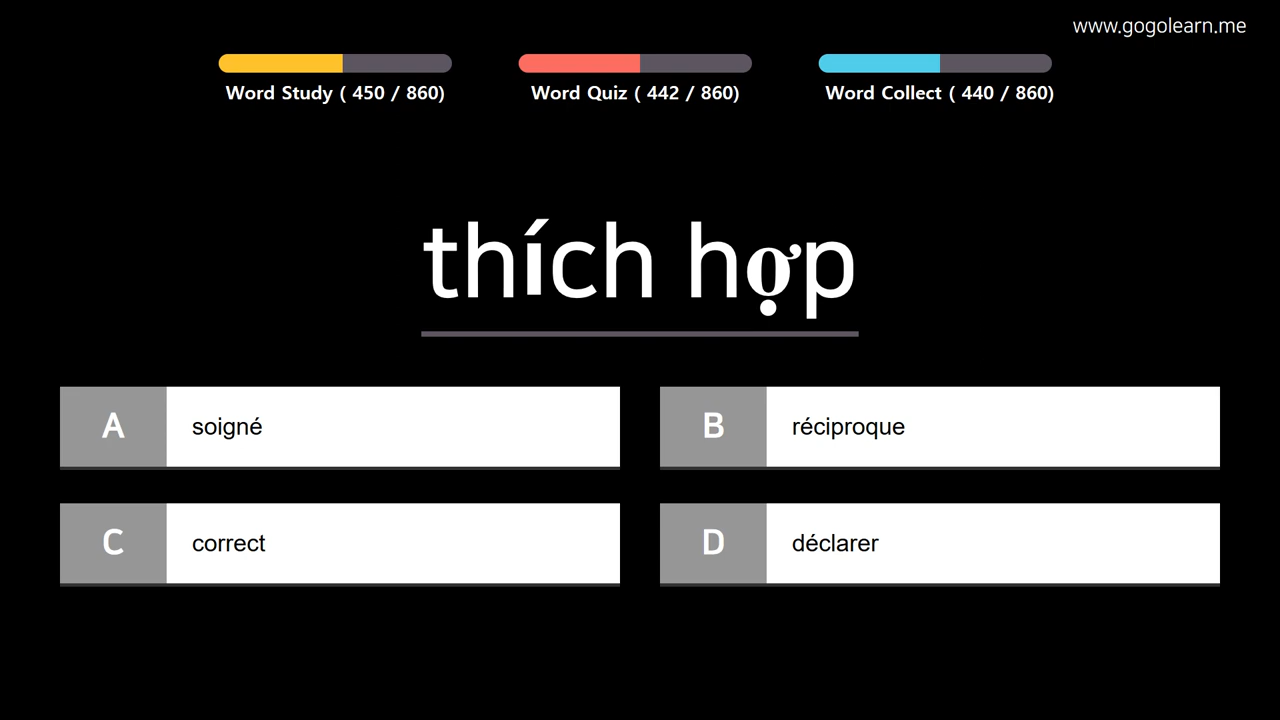 www.gogolearn.me
Word Study ( 450 / 860)
Word Quiz ( 442 / 860)
Word Collect ( 440 / 860)
thích hợp
A soigné
B réciproque
C correct
D déclarer